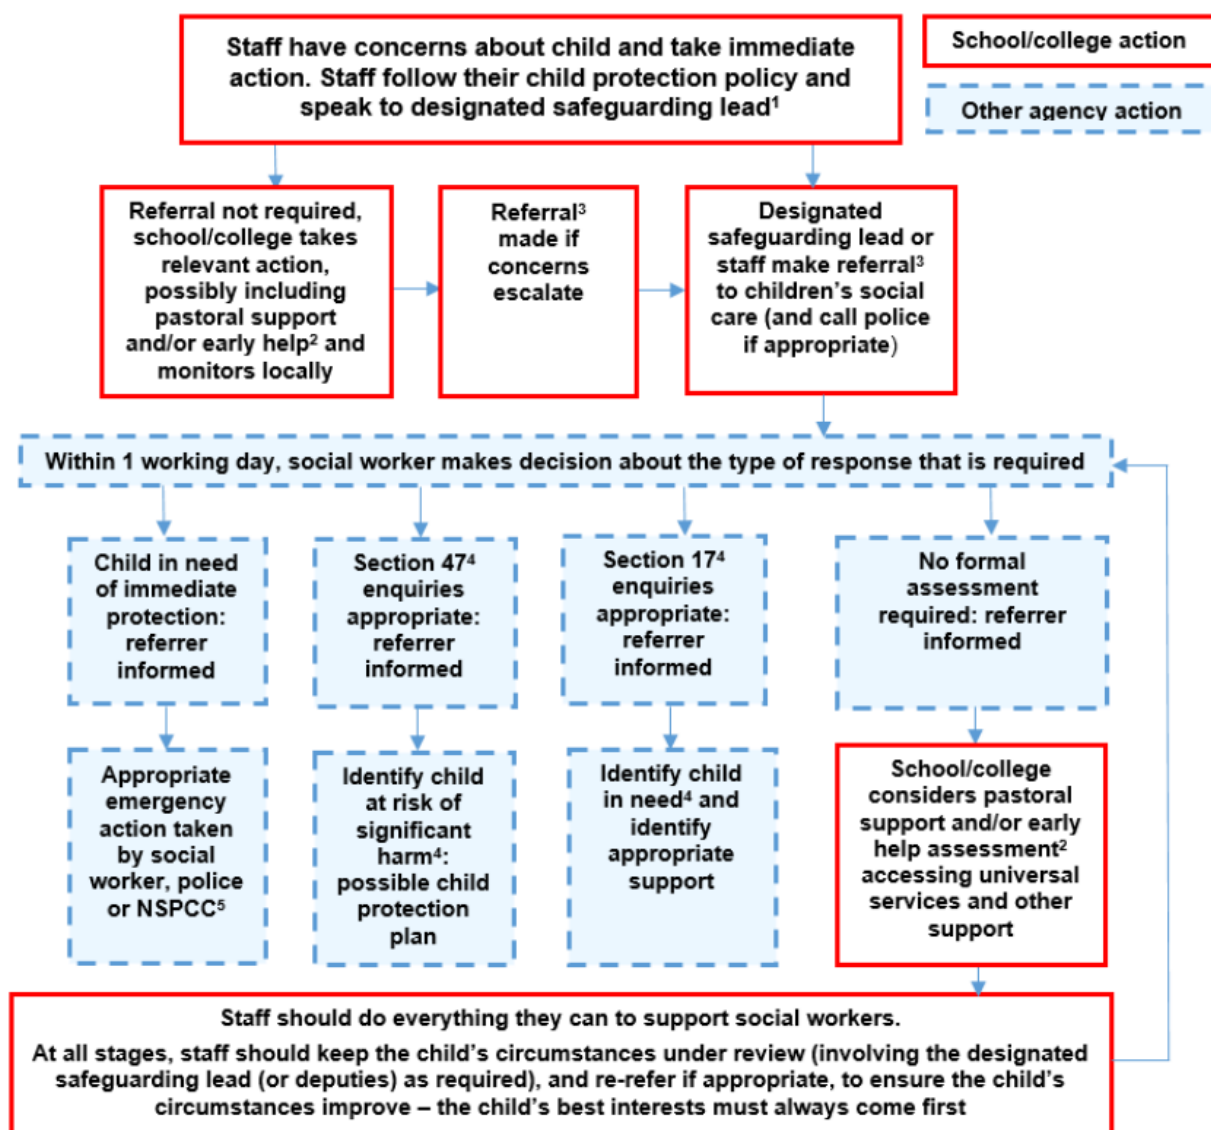 Staff have concerns about child and take immediate
action. Staff follow their child protection policy and
speak to designated safeguarding lead¹
School/college action
Other agency action
Referral not required,
school/college takes
relevant action,
possibly including
pastoral support
and/or early help² and
monitors locally
Referral³
made if
concerns
escalate
Designated
safeguarding lead or
staff make referral³
to children’s social
care (and call police
if appropriate)
Within 1 working day, social worker makes decision about the type of response that is required
Child in need
of immediate
protection:
referrer
informed
Section 47⁴
enquiries
appropriate:
referrer
informed
Section 17⁴
enquiries
appropriate:
referrer
informed
No formal
assessment
required: referrer
informed
Appropriate
emergency
action taken
by social
worker, police
or NSPCC⁵
Identify child
at risk of
significant
harm⁴:
possible child
protection
plan
Identify child
in need⁴ and
identify
appropriate
support
School/college
considers pastoral
support and/or early
help assessment²
accessing universal
services and other
support
Staff should do everything they can to support social workers.
At all stages, staff should keep the child’s circumstances under review (involving the designated
safeguarding lead (or deputies) as required), and re-refer if appropriate, to ensure the child’s
circumstances improve – the child’s best interests must always come first